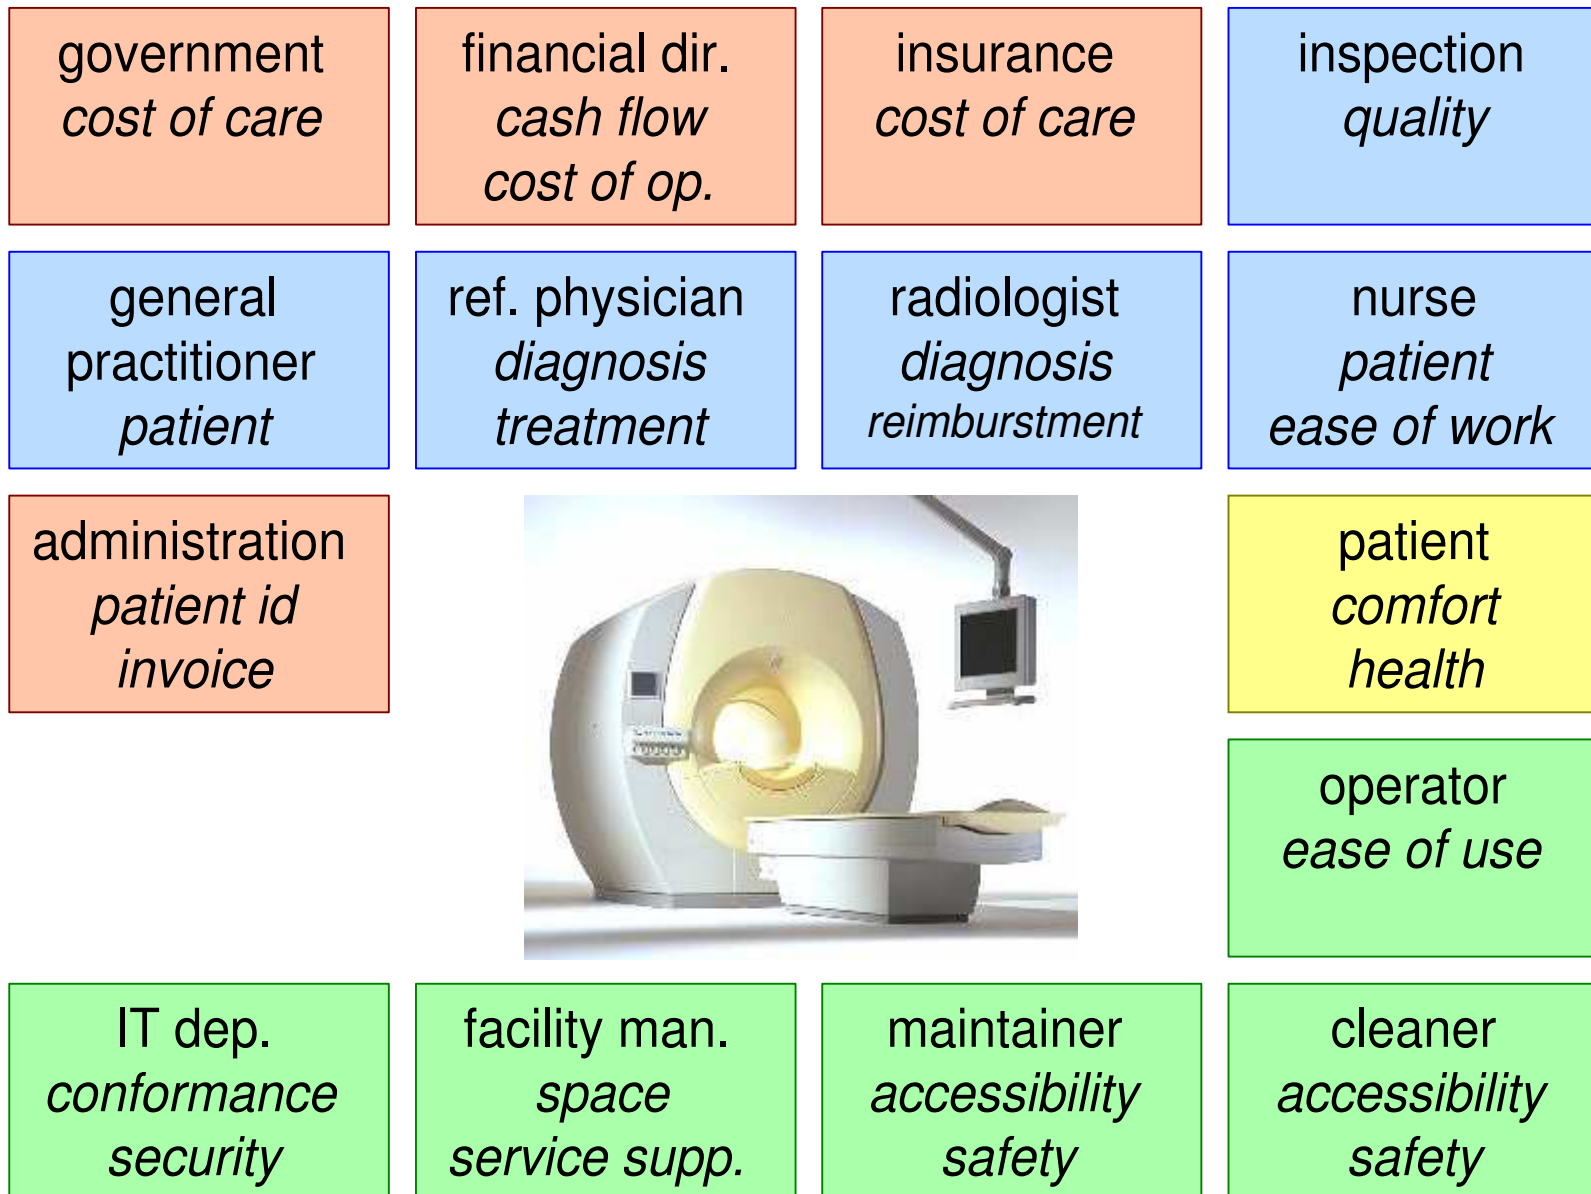 government
cost of care
financial dir.
cash flow
cost of op.
insurance
cost of care
inspection
quality
general
practitioner
patient
ref. physician
diagnosis
treatment
radiologist
diagnosis
reimburstment
nurse
patient
ease of work
administration
patient id
invoice
patient
comfort
health
operator
ease of use
IT dep.
conformance
security
facility man.
space
service supp.
maintainer
accessibility
safety
cleaner
accessibility
safety